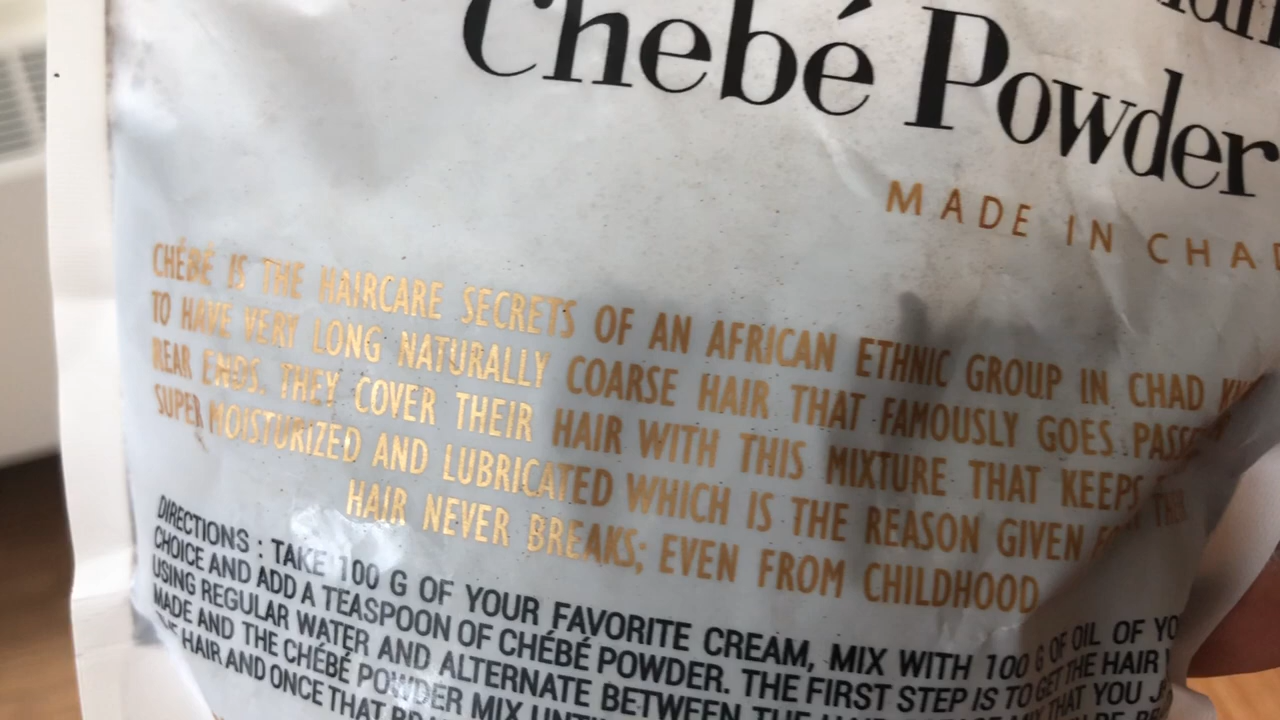 Chebé Powder
MADE IN CHAD
CHÉBÉ IS THE HAIRCARE SECRETS OF AN AFRICAN ETHNIC GROUP IN CHAD
TO HAVE VERY LONG NATURALLY COARSE HAIR THAT FAMOUSLY GOES
REAR ENDS. THEY COVER THEIR HAIR WITH THIS MIXTURE THAT KEEPS
SUPER MOISTURIZED AND LUBRICATED WHICH IS THE REASON GIVEN
HAIR NEVER BREAKS; EVEN FROM CHILDHOOD
DIRECTIONS : TAKE 100 G OF YOUR FAVORITE CREAM, MIX WITH 100 G OF OIL OF
CHOICE AND ADD A TEASPOON OF CHÉBÉ POWDER. THE FIRST STEP IS TO GET THE HAIR
USING REGULAR WATER AND ALTERNATE BETWEEN THE THAT YOU
MADE AND THE CHÉBÉ POWDER MIX
HAIR AND ONCE THAT